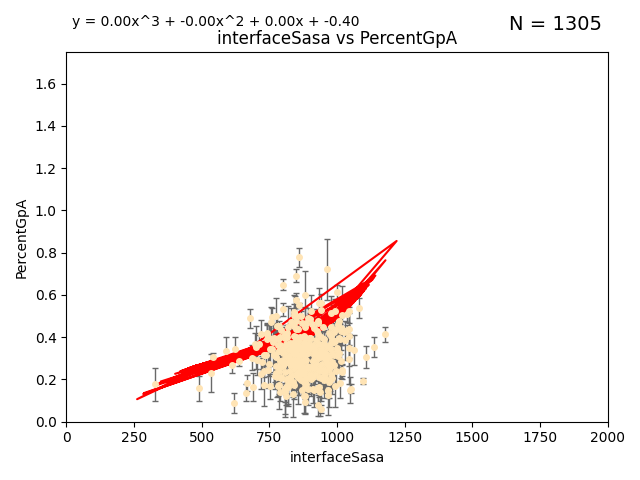 y = 0.00x^3 + -0.00x^2 + 0.00x + -0.40
N = 1305
interfaceSasa vs PercentGpA
PercentGpA
1.6
1.4
1.2
1.0
0.8
0.6
0.4
0.2
0.0
0 250 500 750 1000 1250 1500 1750 2000
interfaceSasa